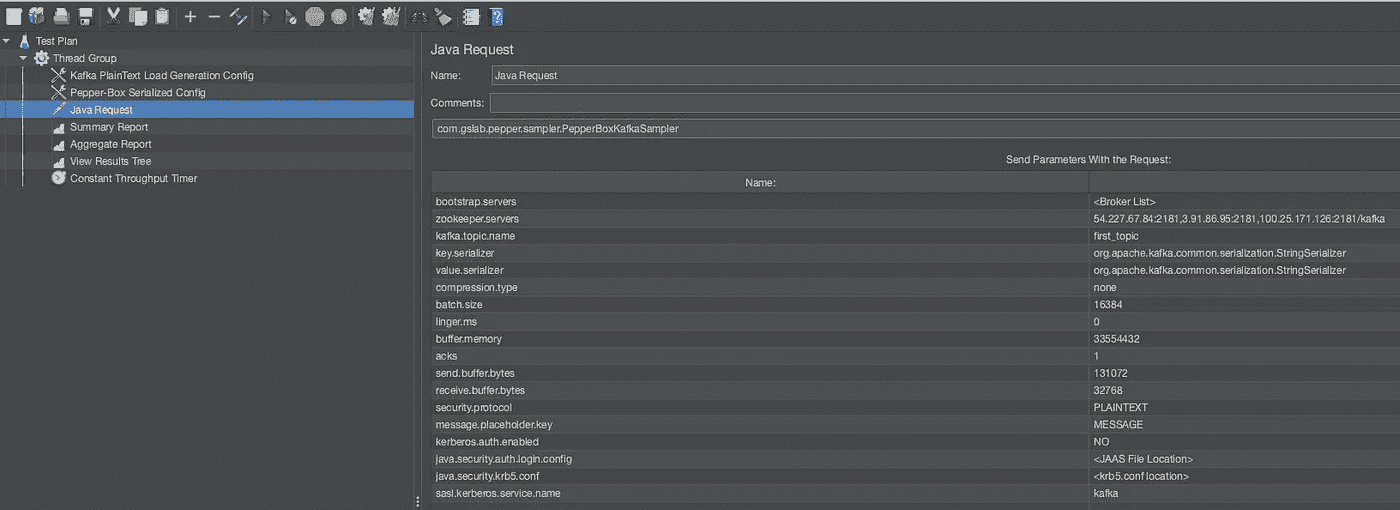 Test Plan
Thread Group
Kafka PlainText Load Generation Config
Pepper-Box Serialized Config
Java Request
Summary Report
Aggregate Report
View Results Tree
Constant Throughput Timer
Java Request
Name: Java Request
Comments:
com.gslab.pepper.sampler.PepperBoxKafkaSampler
Send Parameters With the Request:
Name:
bootstrap.servers <Broker List>
zookeeper.servers 54.227.67.84:2181,3.91.86.95:2181,100.25.171.126:2181/kafka
kafka.topic.name first_topic
key.serializer org.apache.kafka.common.serialization.StringSerializer
value.serializer org.apache.kafka.common.serialization.StringSerializer
compression.type none
batch.size 16384
linger.ms 0
buffer.memory 33554432
acks 1
send.buffer.bytes 131072
receive.buffer.bytes 32768
security.protocol PLAINTEXT
message.placeholder.key MESSAGE
kerberos.auth.enabled NO
java.security.auth.login.config <JAAS File Location>
java.security.krb5.conf <krb5.conf location>
sasl.kerberos.service.name kafka